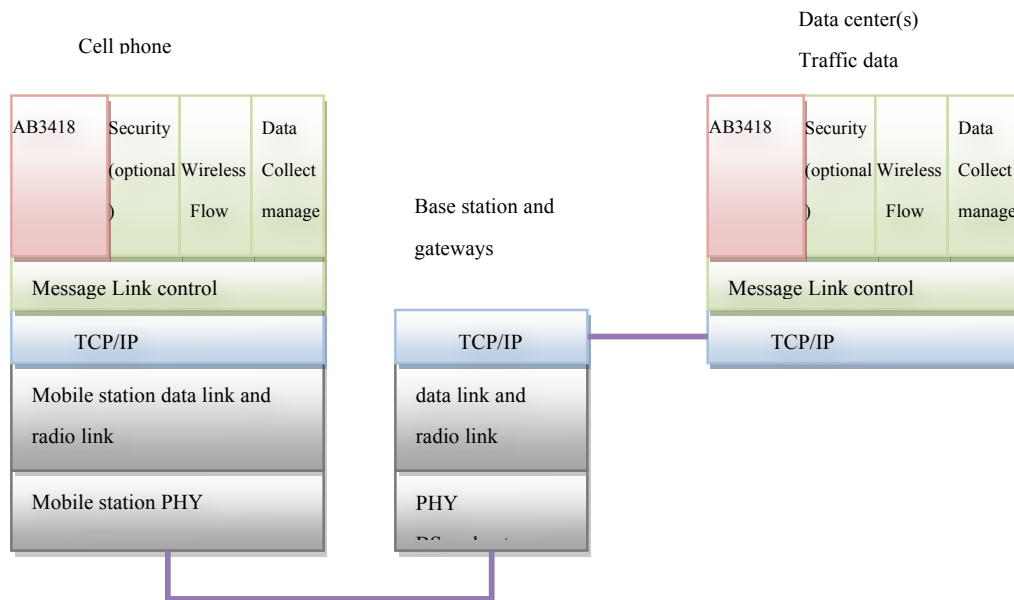 Cell phone
AB3418
Security
(optional
)
Wireless
Flow
Data
Collect
manage
Message Link control
TCP/IP
Mobile station data link and
radio link
Mobile station PHY
Base station and
gateways
TCP/IP
data link and
radio link
PHY
Data center(s)
Traffic data
AB3418
Security
(optional
)
Wireless
Flow
Data
Collect
manage
Message Link control
TCP/IP